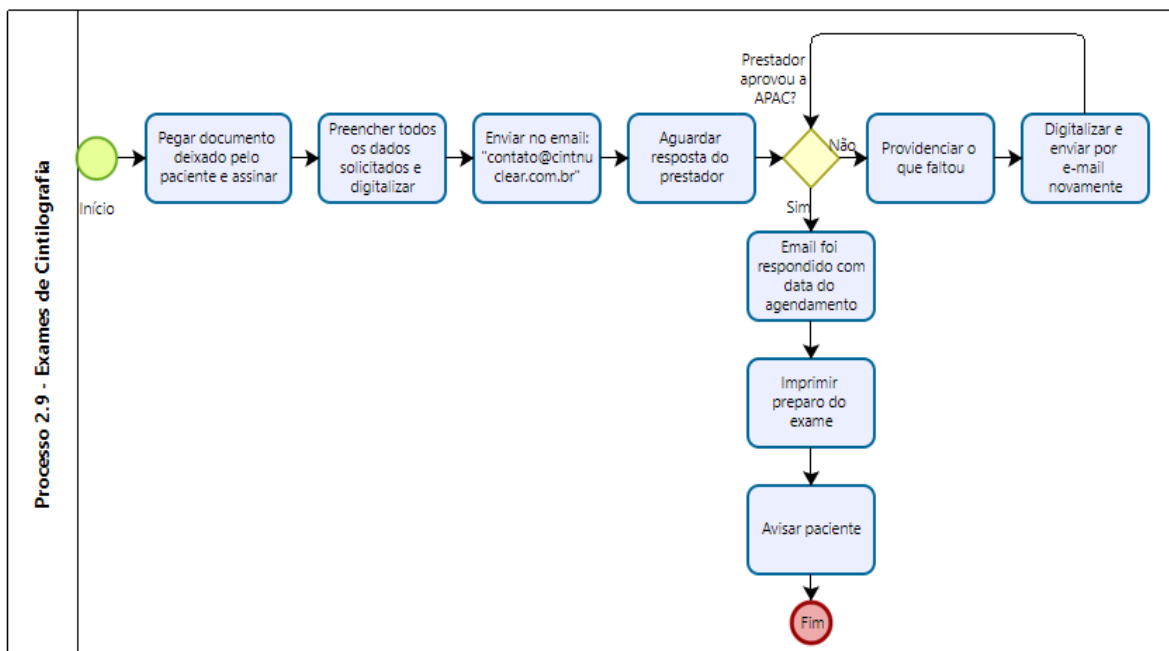 Processo 2.9 - Exames de Cintilografia
Início
Pegar documento
deixado pelo
paciente e assinar
Preencher todos
os dados
solicitados e
digitalizar
Enviar no email:
"contato@cintnu
clear.com.br"
Aguardar
resposta do
prestador
Prestador
aprovou a
APAC?
Não
Providenciar o
que faltou
Digitalizar e
enviar por
e-mail
novamente
Sim
Email foi
respondido com
data do
agendamento
Imprimir
preparo do
exame
Avisar paciente
Fim